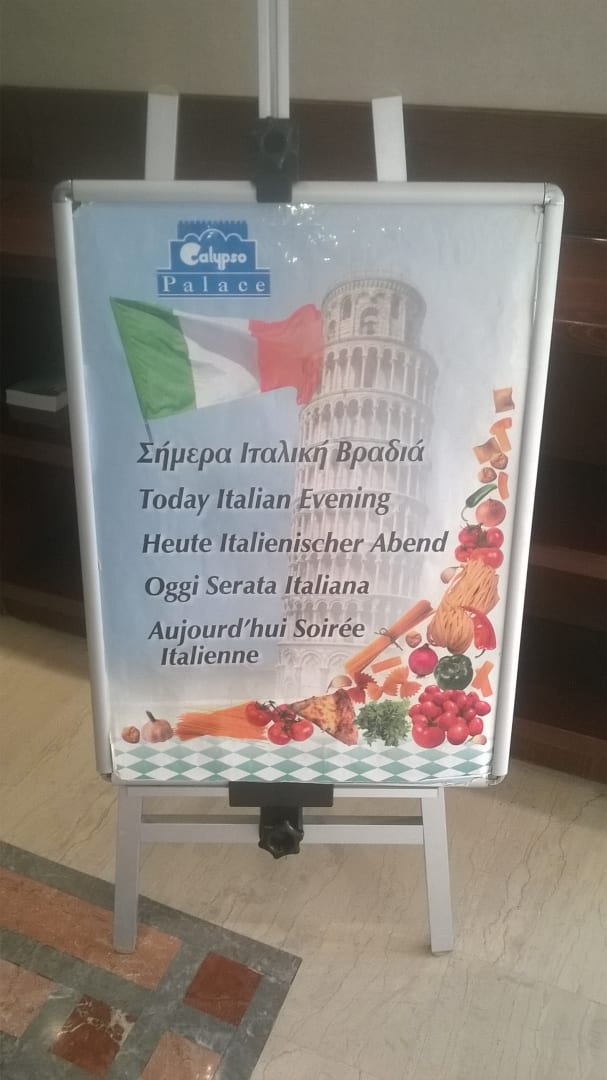 Calypso
Palace
Σήμερα Ιταλική Βραδιά
Today Italian Evening
Heute Italienischer Abend
Oggi Serata Italiana
Aujourd'hui Soirée
Italienne